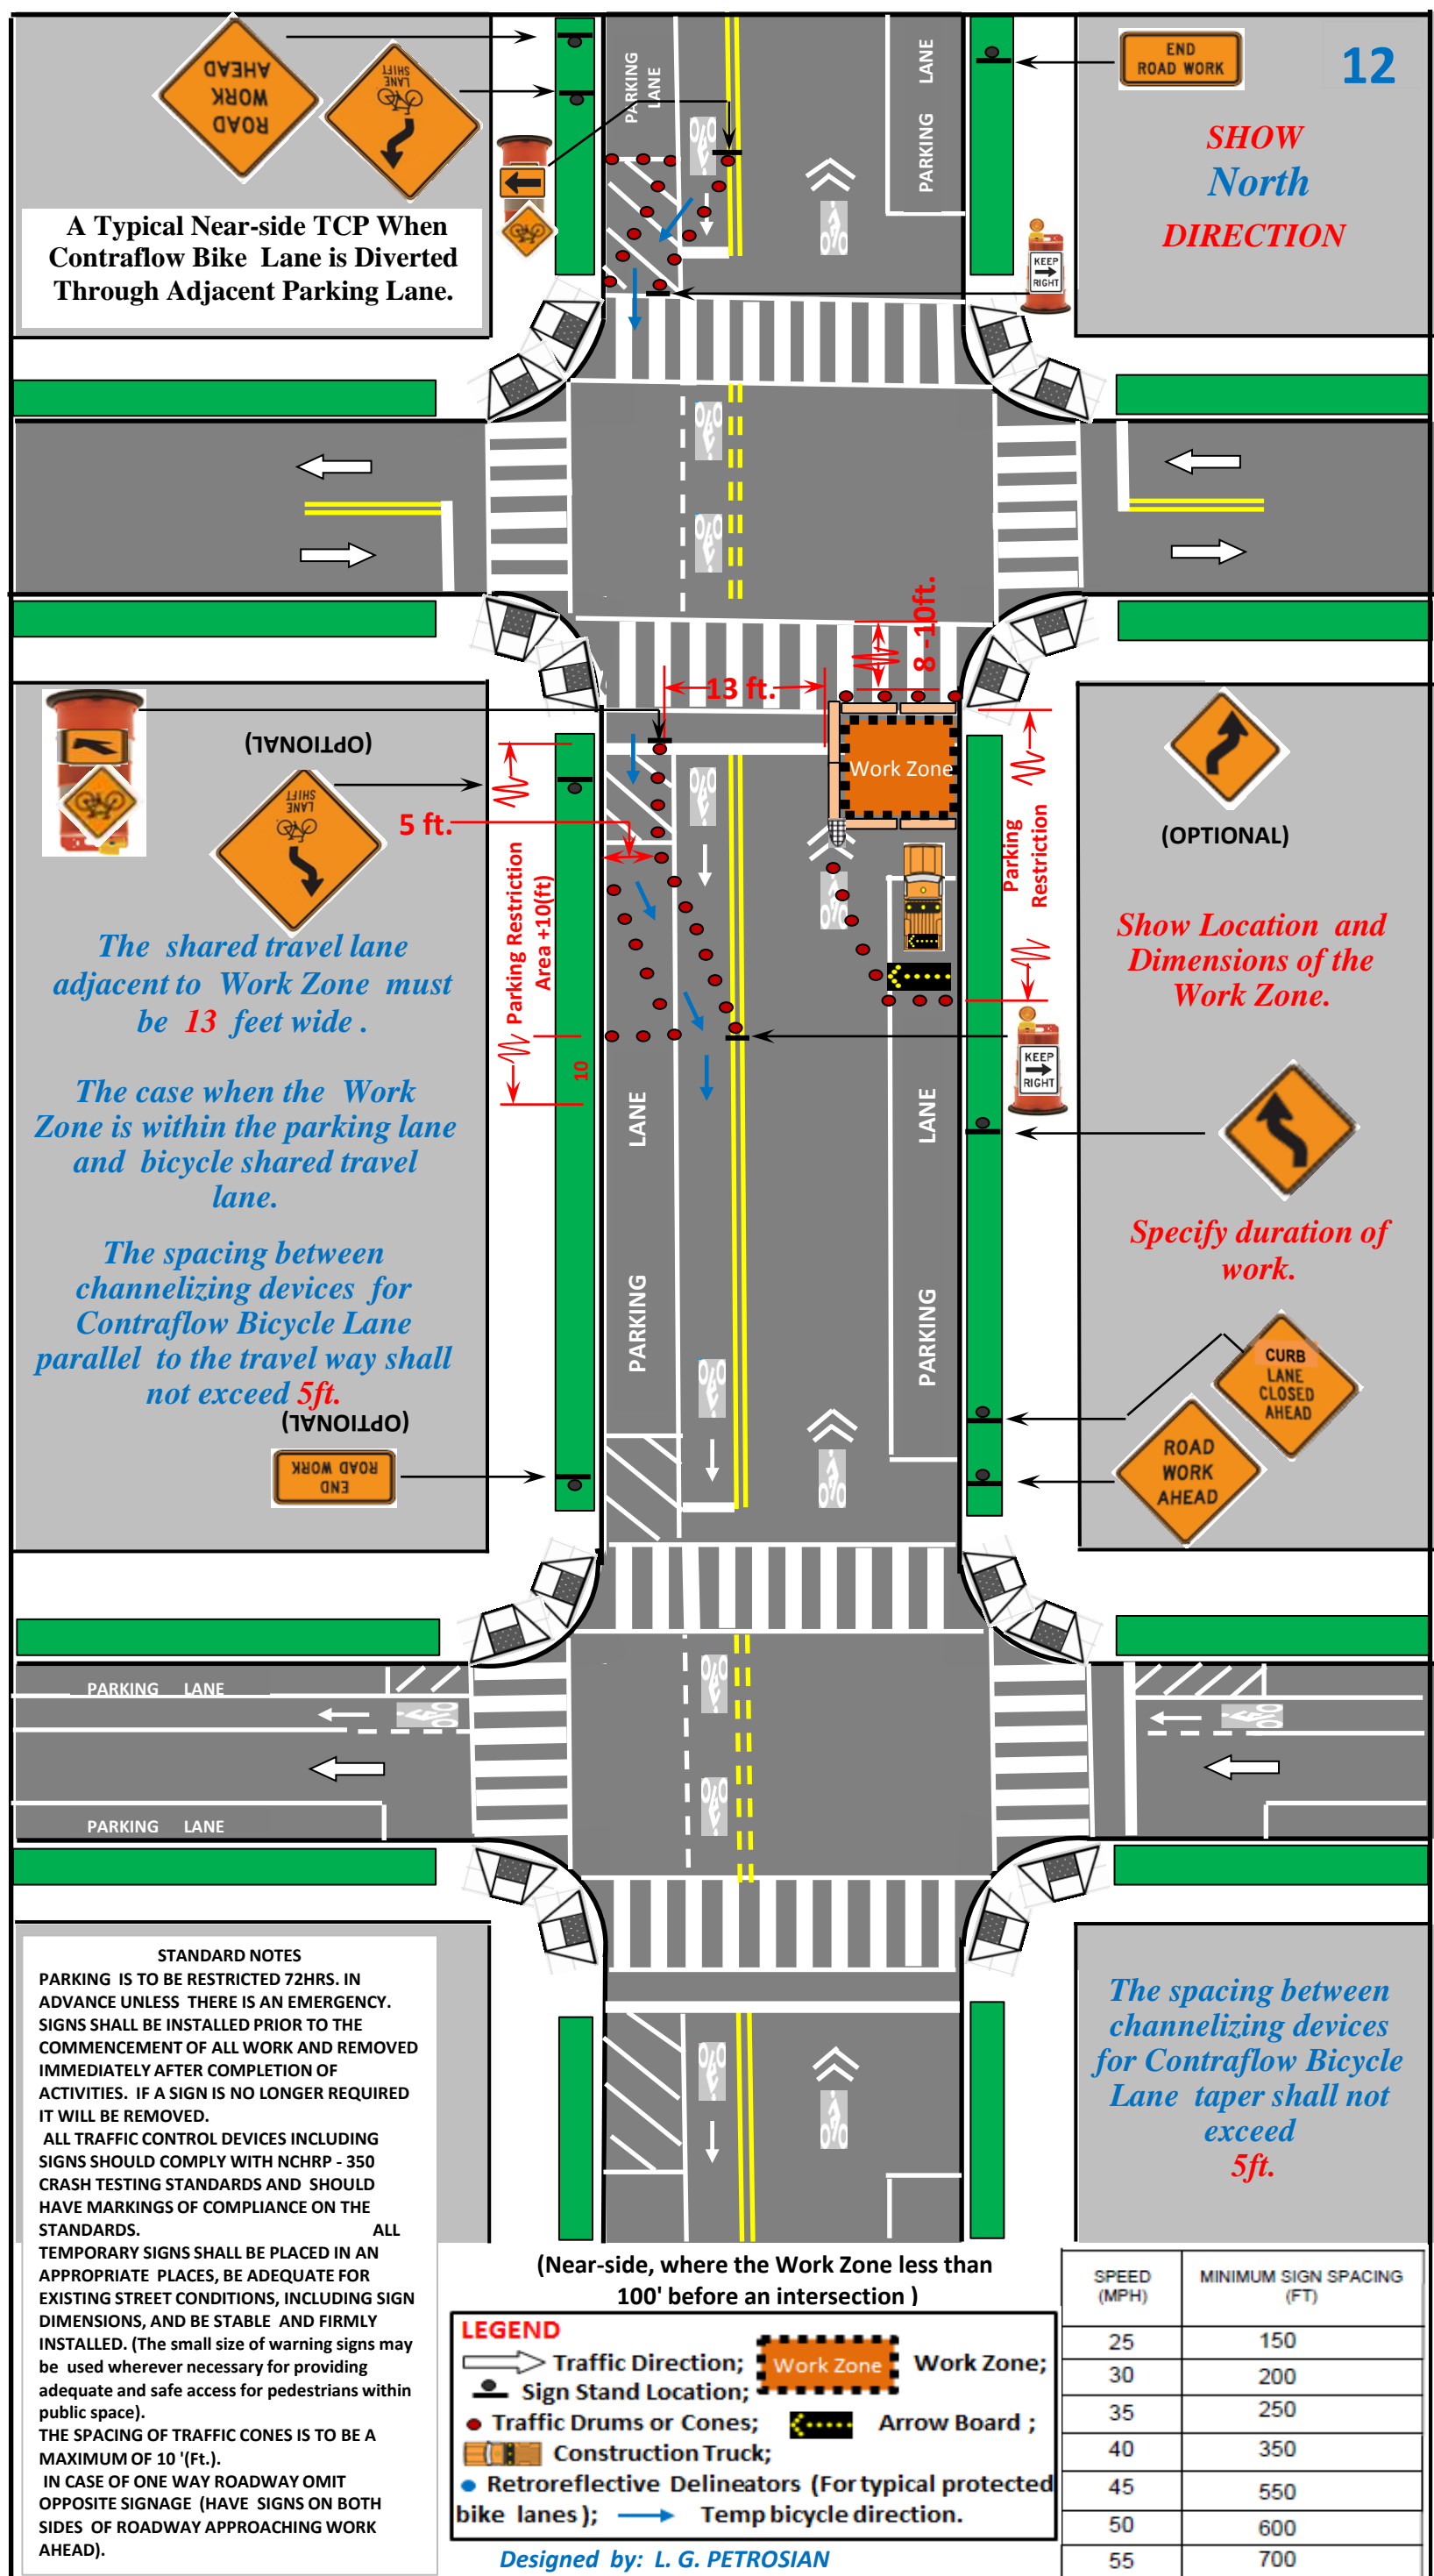 ROAD
WORK
AHEAD
LANE
SHIFT
A Typical Near-side TCP When
Contraflow Bike Lane is Diverted
Through Adjacent Parking Lane.
PARKING
LANE
PARKING LANE
END
ROAD WORK
12
SHOW
North
DIRECTION
KEEP
RIGHT
8 -10ft.
13 ft.
(OPTIONAL)
LANE
SHIFT
5 ft.
Parking Restriction
Area +10(ft)
10
Work Zone
Parking
Restriction
(OPTIONAL)
The shared travel lane
adjacent to Work Zone must
be 13 feet wide .
The case when the Work
Zone is within the parking lane
and bicycle shared travel
lane.
The spacing between
channelizing devices for
Contraflow Bicycle Lane
parallel to the travel way shall
not exceed 5ft.
(OPTIONAL)
END
ROAD WORK
Show Location and
Dimensions of the
Work Zone.
KEEP
RIGHT
PARKING LANE
PARKING LANE
Specify duration of
work.
CURB
LANE
CLOSED
AHEAD
ROAD
WORK
AHEAD
PARKING LANE
PARKING LANE
STANDARD NOTES
PARKING IS TO BE RESTRICTED 72HRS. IN
ADVANCE UNLESS THERE IS AN EMERGENCY.
SIGNS SHALL BE INSTALLED PRIOR TO THE
COMMENCEMENT OF ALL WORK AND REMOVED
IMMEDIATELY AFTER COMPLETION OF
ACTIVITIES. IF A SIGN IS NO LONGER REQUIRED
IT WILL BE REMOVED.
ALL TRAFFIC CONTROL DEVICES INCLUDING
SIGNS SHOULD COMPLY WITH NCHRP - 350
CRASH TESTING STANDARDS AND SHOULD
HAVE MARKINGS OF COMPLIANCE ON THE
STANDARDS. ALL
TEMPORARY SIGNS SHALL BE PLACED IN AN
APPROPRIATE PLACES, BE ADEQUATE FOR
EXISTING STREET CONDITIONS, INCLUDING SIGN
DIMENSIONS, AND BE STABLE AND FIRMLY
INSTALLED. (The small size of warning signs may
be used wherever necessary for providing
adequate and safe access for pedestrians within
public space).
THE SPACING OF TRAFFIC CONES IS TO BE A
MAXIMUM OF 10 '(Ft.).
IN CASE OF ONE WAY ROADWAY OMIT
OPPOSITE SIGNAGE (HAVE SIGNS ON BOTH
SIDES OF ROADWAY APPROACHING WORK
AHEAD).
The spacing between
channelizing devices
for Contraflow Bicycle
Lane taper shall not
exceed
5ft.
(Near-side, where the Work Zone less than
100' before an intersection )
LEGEND
Traffic Direction; Work Zone Work Zone;
Sign Stand Location;
Traffic Drums or Cones; Arrow Board ;
Construction Truck;
Retroreflective Delineators (For typical protected
bike lanes ); Temp bicycle direction.
Designed by: L. G. PETROSIAN
SPEED (MPH) MINIMUM SIGN SPACING (FT)
25 150
30 200
35 250
40 350
45 550
50 600
55 700